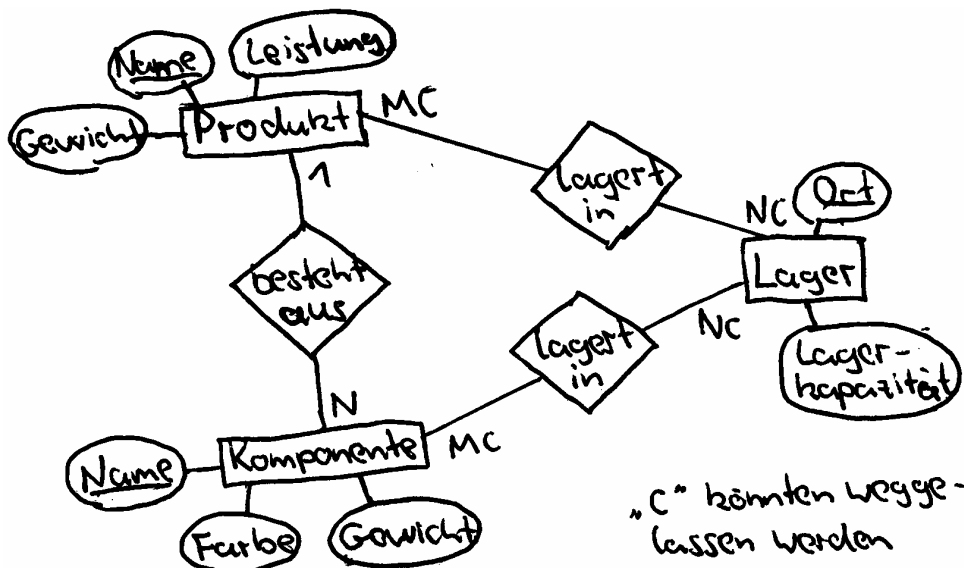 Leistung
Name
Gewicht
Produkt
MC
1
lagert
in
NC
Ort
Lager
Lager-
kapazität
besteht
aus
NC
lagert
in
N
MC
Komponente
Name
Farbe
Gewicht
„C“ könnten wegge-
lassen werden